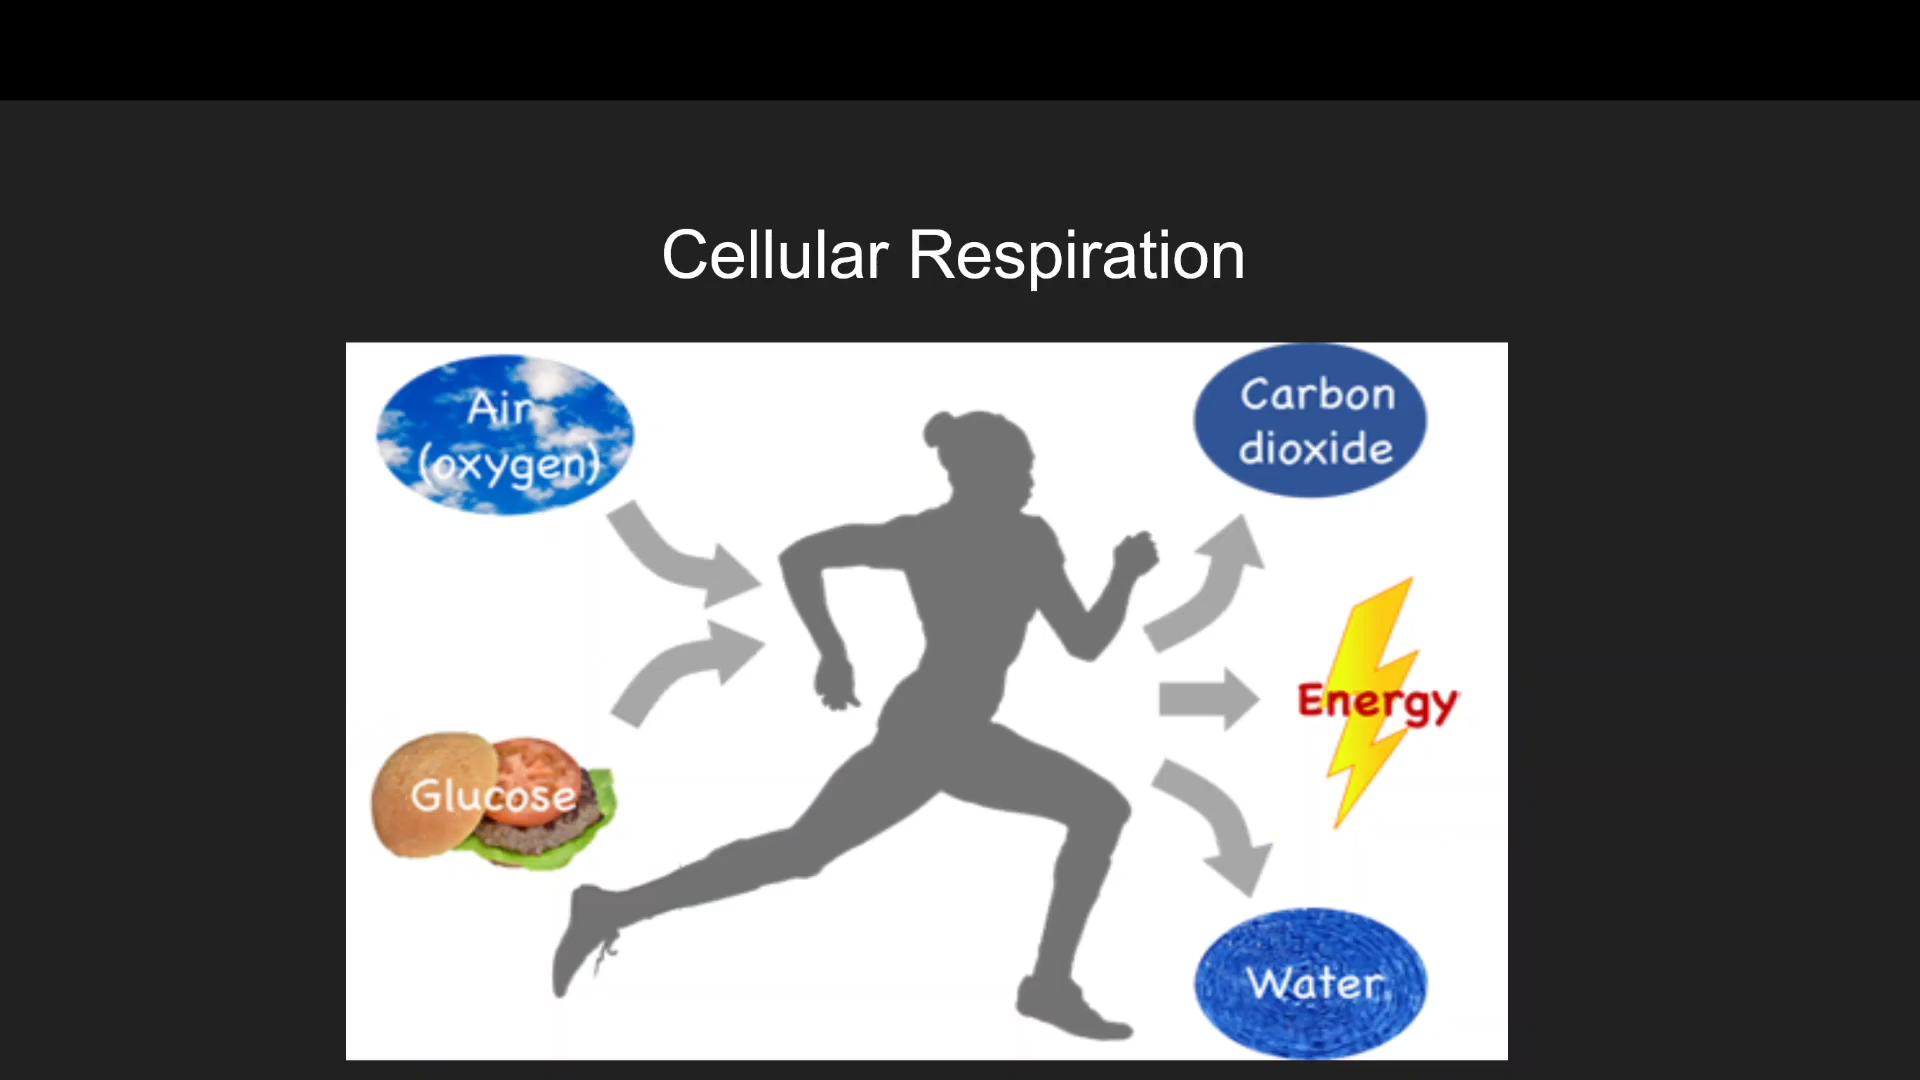 Cellular Respiration
Air
(oxygen)
Glucose
Carbon
dioxide
Energy
Water